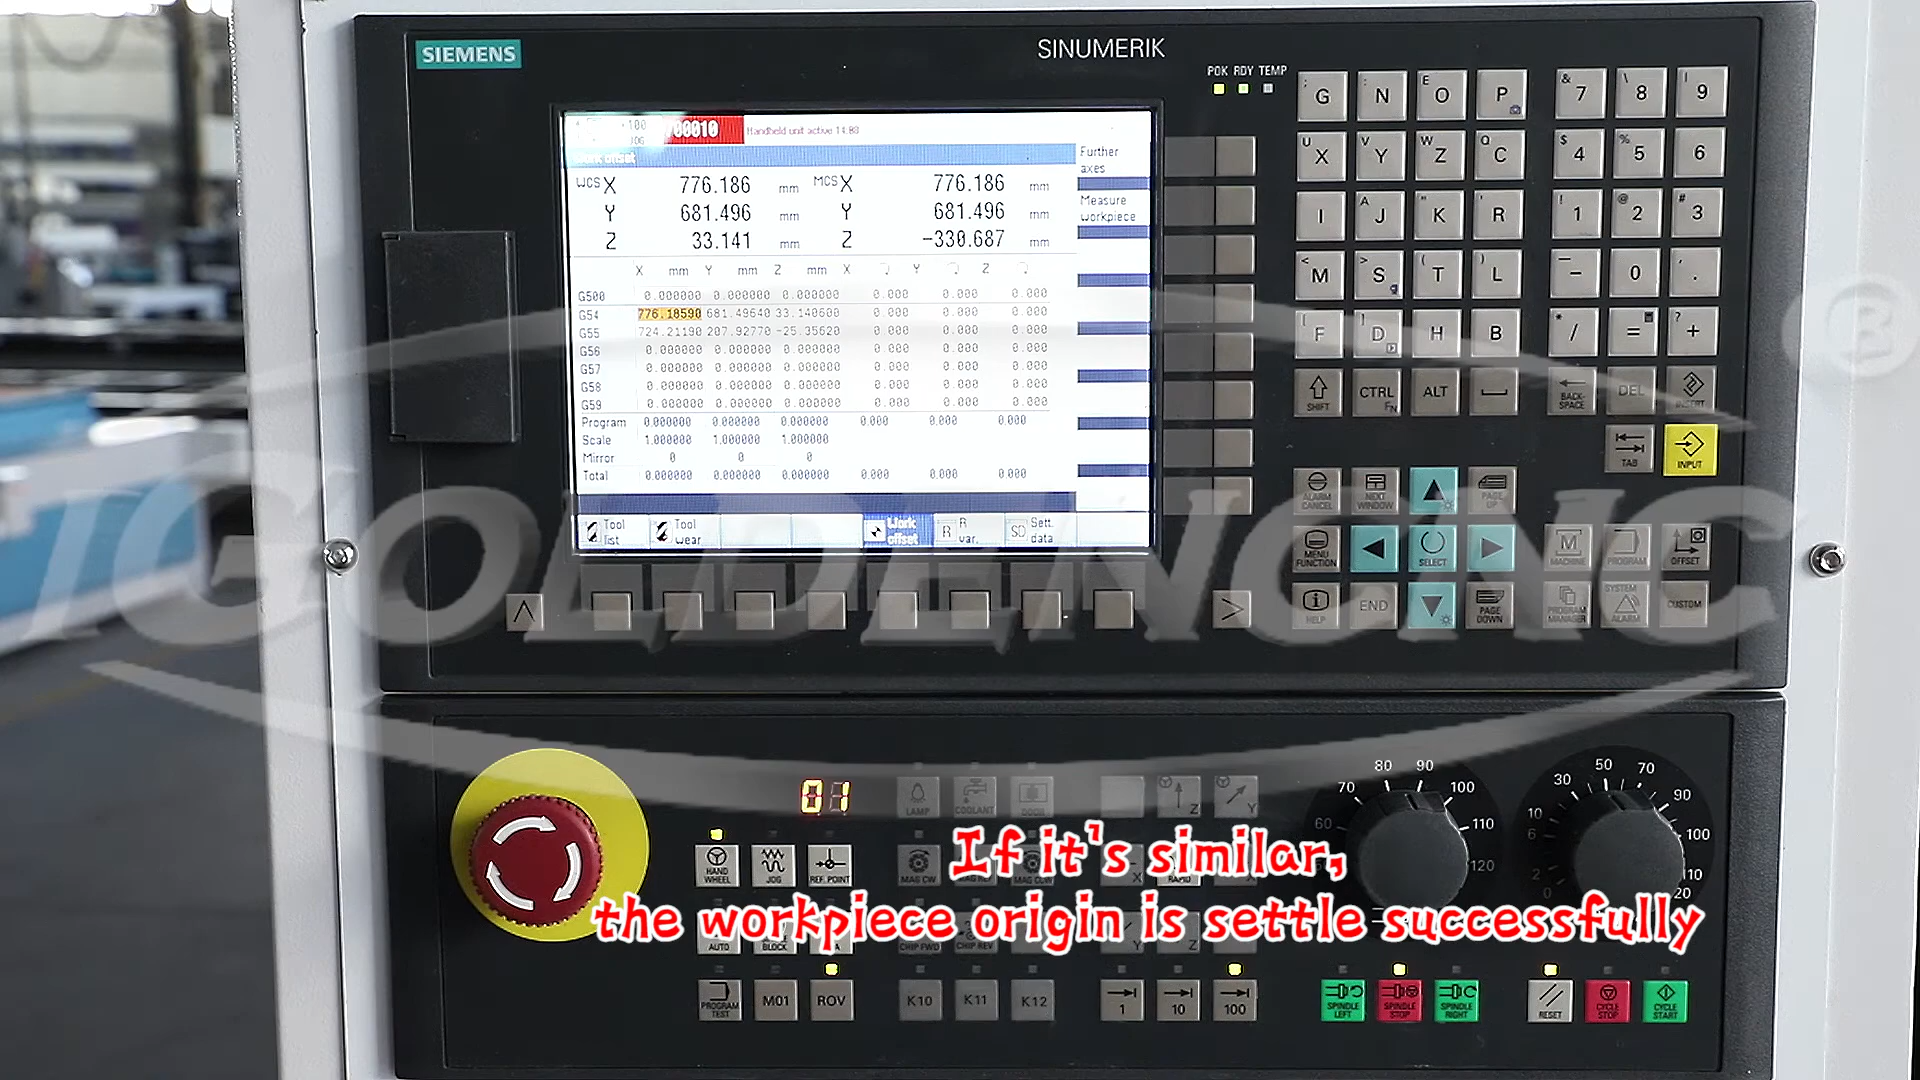 SIEMENS
SINUMERIK
POK RDY TEMP
700010 Handheld unit active 14:88
JOG
Work offset
WCS X 776.186 mm MCS X 776.186 mm
Y 681.496 mm Y 681.496 mm
Z 33.141 mm Z -330.687 mm
X mm Y mm Z mm X Y Z
G500 0.000000 0.000000 0.000000 0.000 0.000 0.000
G54 776.18590 681.49640 33.140600 0.000 0.000 0.000
G55 724.21190 207.92770 -25.35620 0.000 0.000 0.000
G56 0.000000 0.000000 0.000000 0.000 0.000 0.000
G57 0.000000 0.000000 0.000000 0.000 0.000 0.000
G58 0.000000 0.000000 0.000000 0.000 0.000 0.000
G59 0.000000 0.000000 0.000000 0.000 0.000 0.000
Program 0.000000 0.000000 0.000000 0.000 0.000 0.000
Scale 1.000000 1.000000 1.000000
Mirror 0 0 0
Total 0.000000 0.000000 0.000000 0.000 0.000 0.000
Further
axes
Measure
workpiece
Tool
list
Tool
wear
Work
offset
R
R
var.
SD
Sett.
data
: G N E O P & 7 \ 8 | 9
U X V Y W Z Q C $ 4 % 5 6
I A J " K ' R ! 1 @ 2 # 3
< M > S ( T ) L - 0 .
[ F ] D H B * / = ? +
SHIFT CTRL FN ALT BACK-
SPACE DEL INSERT
TAB INPUT
ALARM
CANCEL NEXT
WINDOW PAGE
UP
MENU
FUNCTION SELECT M
MACHINE PROGRAM OFFSET
i
HELP END PAGE
DOWN PROGRAM
MANAGER SYSTEM
ALARM CUSTOM
IGOLDENCNC
®
01
LAMP COOLANT DOOR Z Y
HAND
WHEEL JOG REF. POINT MAG CW X RAPID
60 70 80 90 100 110 120
0 2 6 10 30 50 70 90 100 110 120
If it's similar,
the workpiece origin is settle successfully
AUTO BLOCK A CHIP FWD CHIP REV Y Z
PROGRAM
TEST M01 ROV K10 K11 K12 1 10 100
SPINDLE
LEFT SPINDLE
STOP SPINDLE
RIGHT RESET CYCLE
STOP CYCLE
START